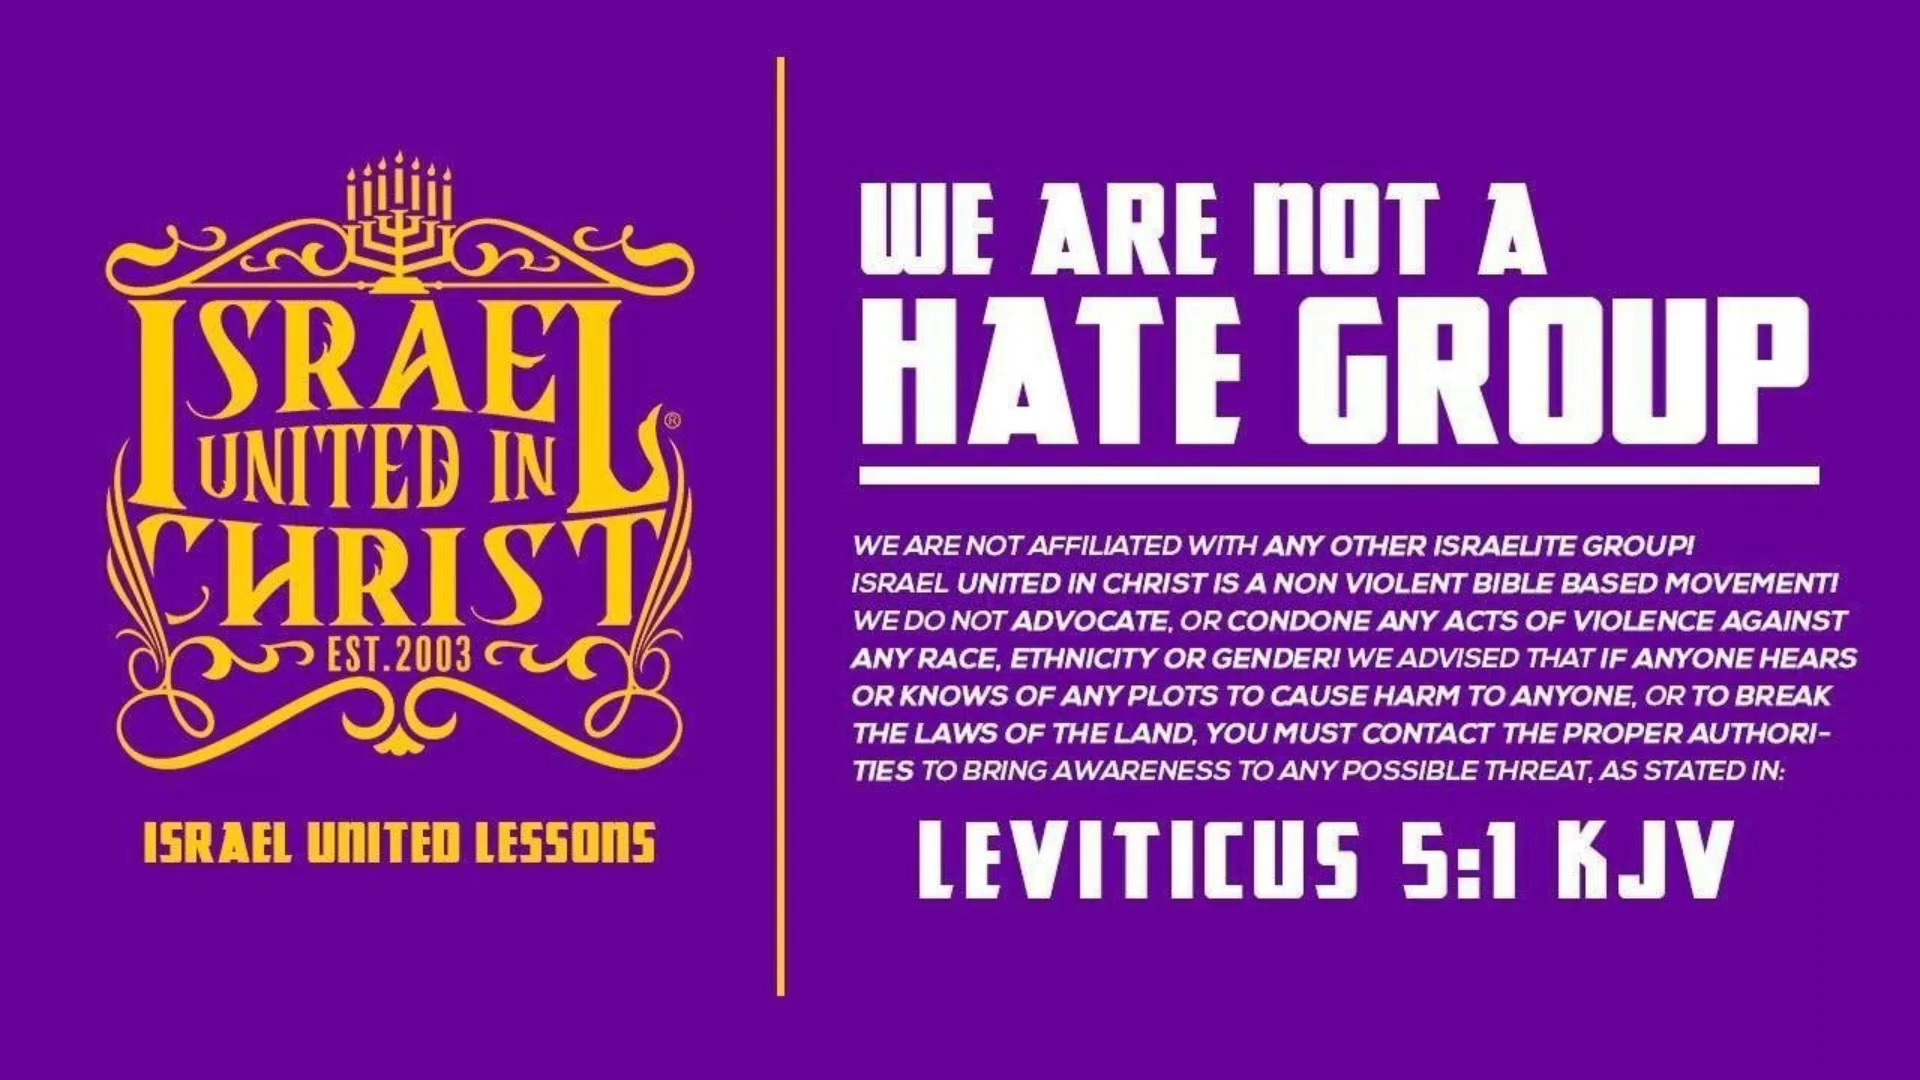 ISRAEL
UNITED IN
CHRIST
®
EST.2003
ISRAEL UNITED LESSONS
WE ARE NOT A
HATE GROUP
WE ARE NOT AFFILIATED WITH ANY OTHER ISRAELITE GROUP!
ISRAEL UNITED IN CHRIST IS A NON VIOLENT BIBLE BASED MOVEMENT!
WE DO NOT ADVOCATE, OR CONDONE ANY ACTS OF VIOLENCE AGAINST
ANY RACE, ETHNICITY OR GENDER! WE ADVISED THAT IF ANYONE HEARS
OR KNOWS OF ANY PLOTS TO CAUSE HARM TO ANYONE, OR TO BREAK
THE LAWS OF THE LAND, YOU MUST CONTACT THE PROPER AUTHORI-
TIES TO BRING AWARENESS TO ANY POSSIBLE THREAT, AS STATED IN:
LEVITICUS 5:1 KJV